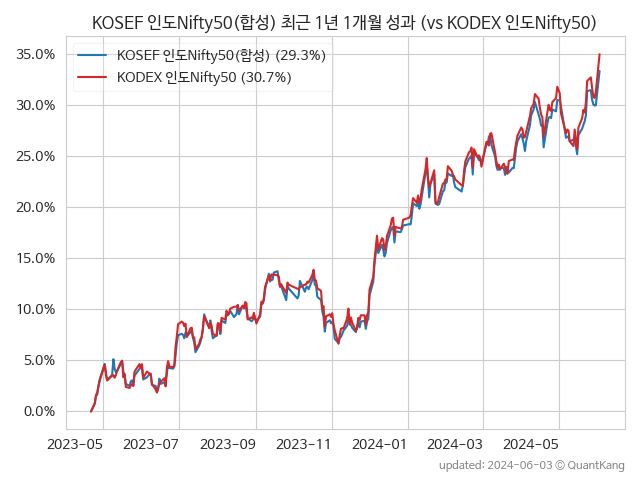 KOSEF 인도Nifty50(합성) 최근 1년 1개월 성과 (vs KODEX 인도Nifty50)
KOSEF 인도Nifty50(합성) (29.3%)
KODEX 인도Nifty50 (30.7%)
35.0%
30.0%
25.0%
20.0%
15.0%
10.0%
5.0%
0.0%
2023-05 2023-07 2023-09 2023-11 2024-01 2024-03 2024-05
updated: 2024-06-03 © QuantKang